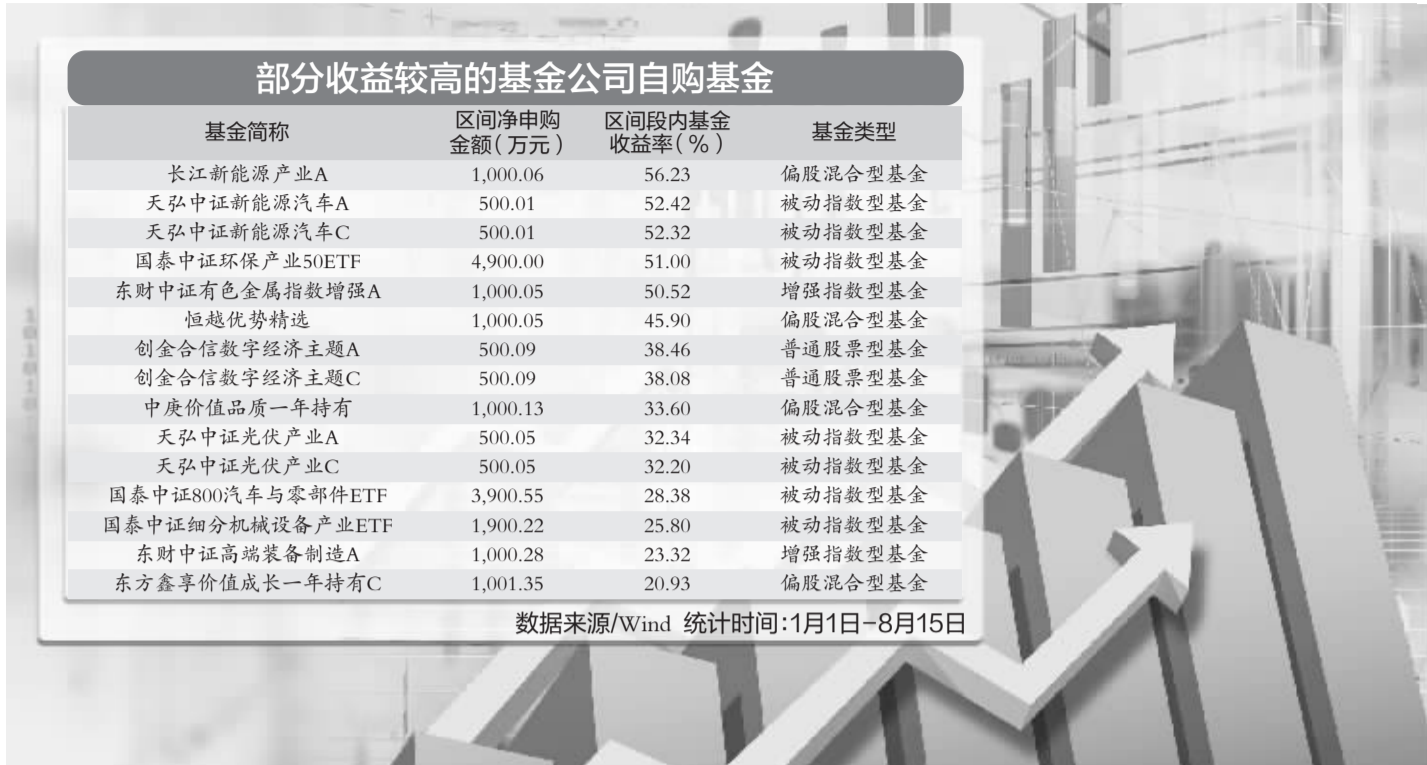 部分收益较高的基金公司自购基金
基金简称 区间净申购金额(万元) 区间段内基金收益率(%) 基金类型
长江新能源产业A 1,000.06 56.23 偏股混合型基金
天弘中证新能源汽车A 500.01 52.42 被动指数型基金
天弘中证新能源汽车C 500.01 52.32 被动指数型基金
国泰中证环保产业50ETF 4,900.00 51.00 被动指数型基金
东财中证有色金属指数增强A 1,000.05 50.52 增强指数型基金
恒越优势精选 1,000.05 45.90 偏股混合型基金
创金合信数字经济主题A 500.09 38.46 普通股票型基金
创金合信数字经济主题C 500.09 38.08 普通股票型基金
中庚价值品质一年持有 1,000.13 33.60 偏股混合型基金
天弘中证光伏产业A 500.05 32.34 被动指数型基金
天弘中证光伏产业C 500.05 32.20 被动指数型基金
国泰中证800汽车与零部件ETF 3,900.55 28.38 被动指数型基金
国泰中证细分机械设备产业ETF 1,900.22 25.80 被动指数型基金
东财中证高端装备制造A 1,000.28 23.32 增强指数型基金
东方鑫享价值成长一年持有C 1,001.35 20.93 偏股混合型基金
数据来源/Wind 统计时间:1月1日-8月15日